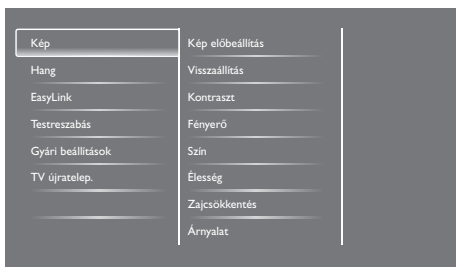 Kép
Hang
EasyLink
Testreszabás
Gyári beállítások
TV újratelep.
Kép előbeállítás
Visszaállítás
Kontraszt
Fényerő
Szín
Élesség
Zajcsökkentés
Árnyalat